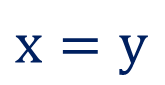 x = y